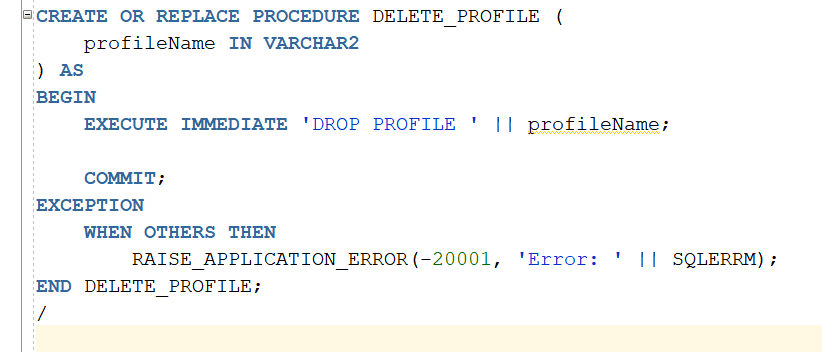 CREATE OR REPLACE PROCEDURE DELETE_PROFILE (
    profileName IN VARCHAR2
) AS
BEGIN
    EXECUTE IMMEDIATE 'DROP PROFILE ' || profileName;

    COMMIT;
EXCEPTION
    WHEN OTHERS THEN
        RAISE_APPLICATION_ERROR(-20001, 'Error: ' || SQLERRM);
END DELETE_PROFILE;
/